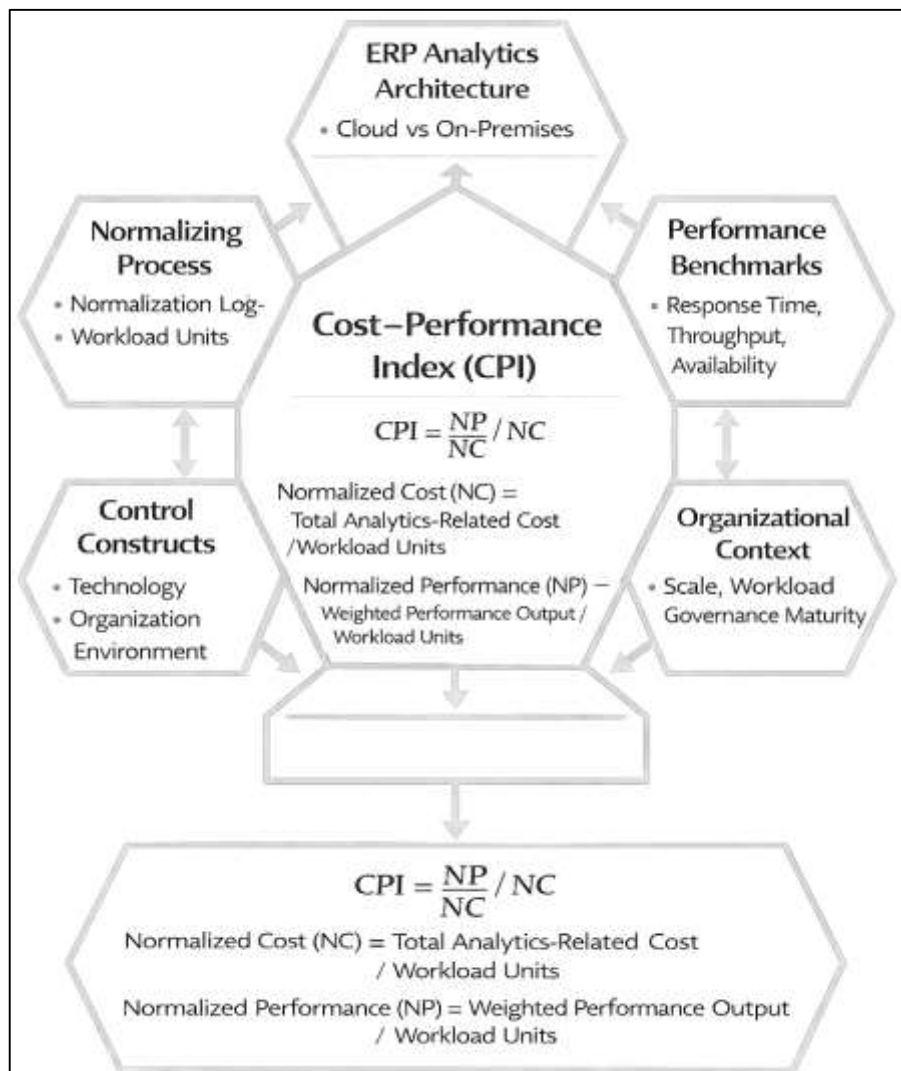 ERP Analytics
Architecture
• Cloud vs On-Premises
Normalizing
Process
• Normalization Log-
• Workload Units
Performance
Benchmarks
• Response Time,
Throughput,
Availability
Cost–Performance
Index (CPI)
CPI = NP/NC / NC
Normalized Cost (NC) =
Total Analytics-Related Cost
/Workload Units
Normalized Performance (NP) –
Weighted Performance Output /
Workload Units
Control
Constructs
• Technology
• Organization
Environment
Organizational
Context
• Scale, Workload
Governance Maturity
CPI = NP/NC / NC
Normalized Cost (NC) = Total Analytics-Related Cost
/ Workload Units
Normalized Performance (NP) = Weighted Performance Output
/ Workload Units